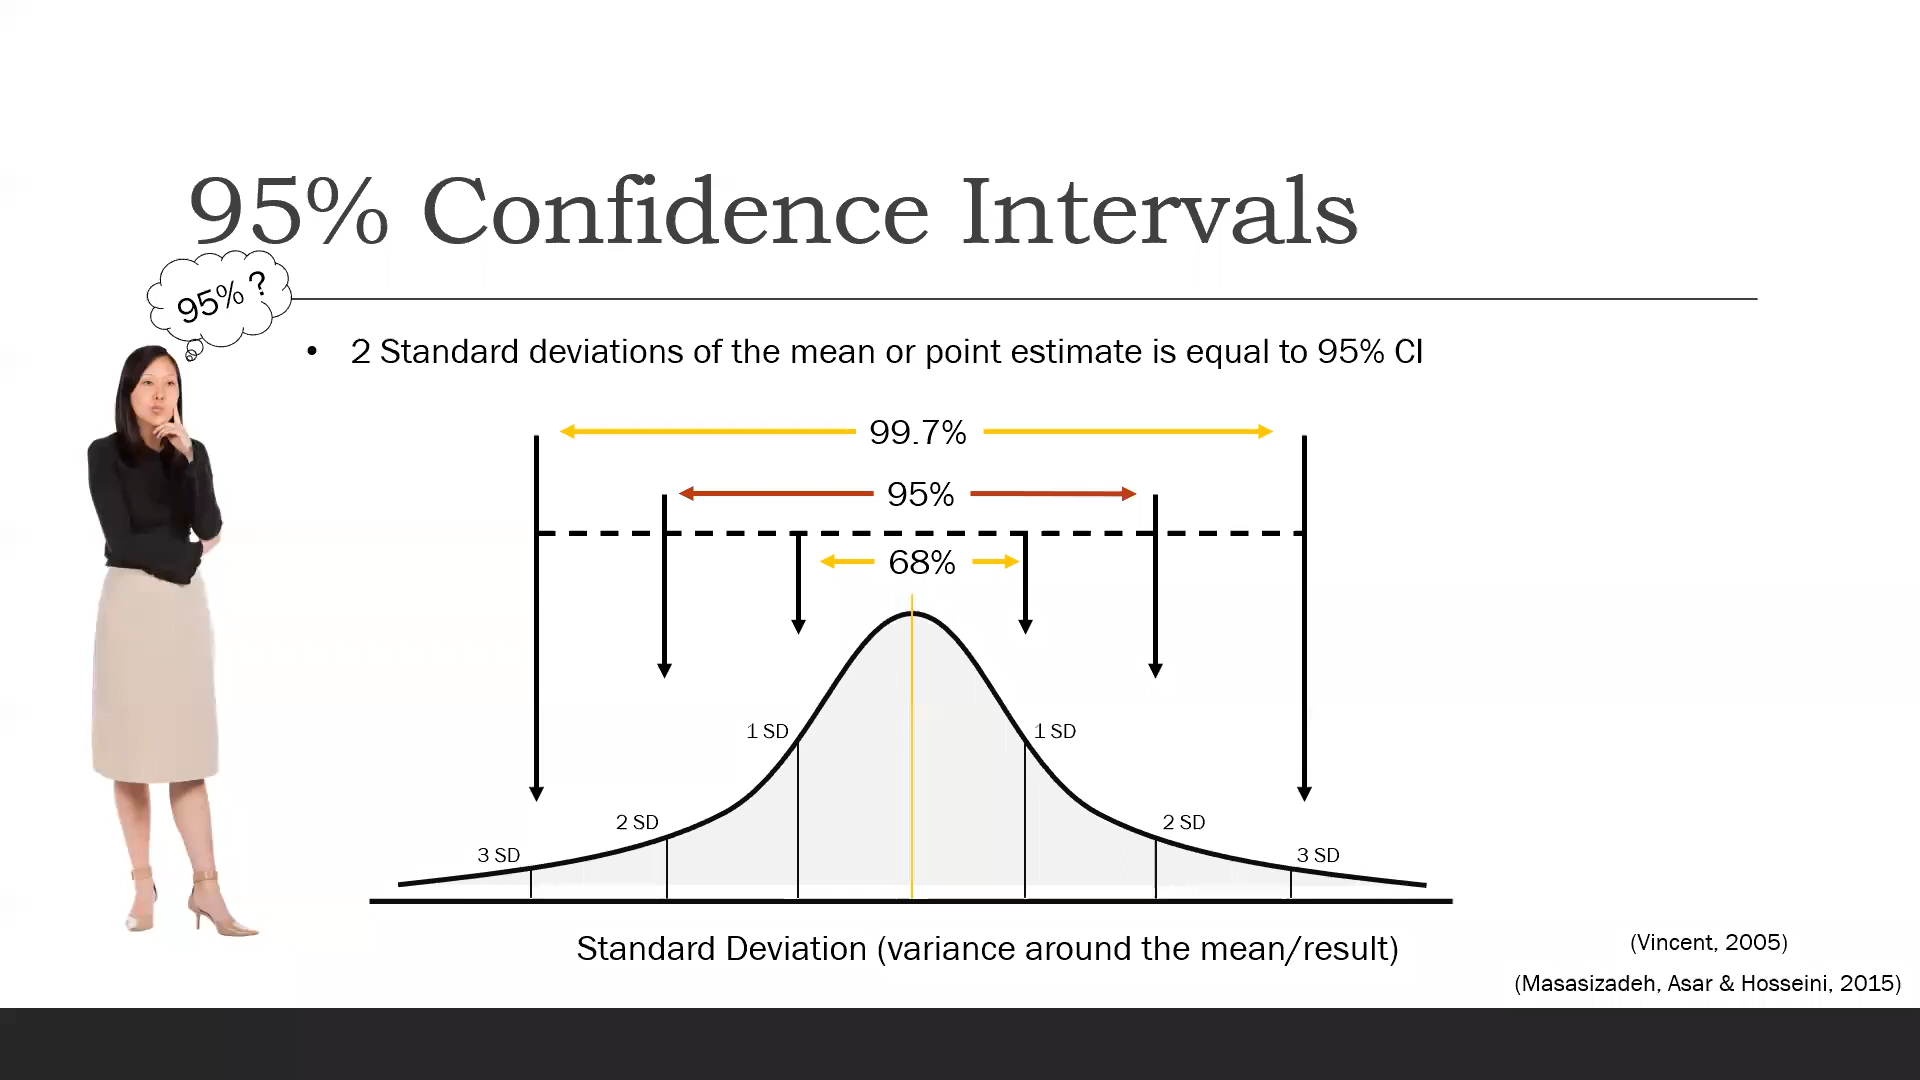 95% Confidence Intervals
95% ?
• 2 Standard deviations of the mean or point estimate is equal to 95% CI
99.7%
95%
68%
1 SD
1 SD
2 SD
2 SD
3 SD
3 SD
Standard Deviation (variance around the mean/result)
(Vincent, 2005)
(Masasizadeh, Asar & Hosseini, 2015)